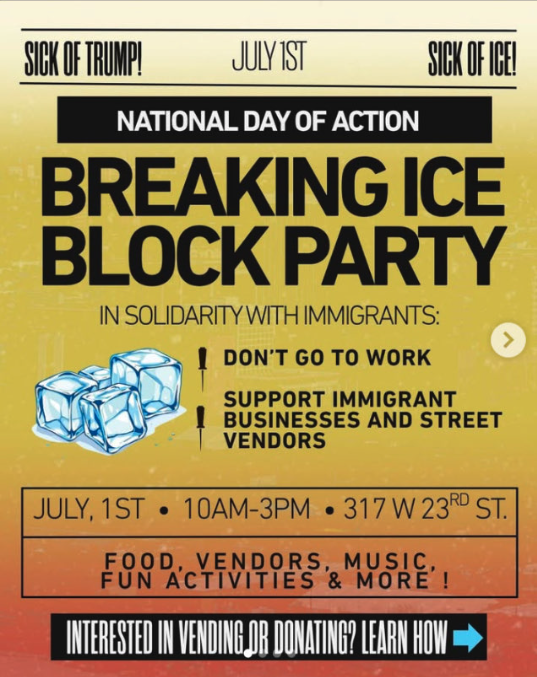 SICK OF TRUMP! JULY 1ST SICK OF ICE!
NATIONAL DAY OF ACTION
BREAKING ICE
BLOCK PARTY
IN SOLIDARITY WITH IMMIGRANTS:
DON'T GO TO WORK
SUPPORT IMMIGRANT
BUSINESSES AND STREET
VENDORS
JULY, 1ST • 10AM-3PM • 317 W 23RD ST.
FOOD, VENDORS, MUSIC,
FUN ACTIVITIES & MORE !
INTERESTED IN VENDING OR DONATING? LEARN HOW